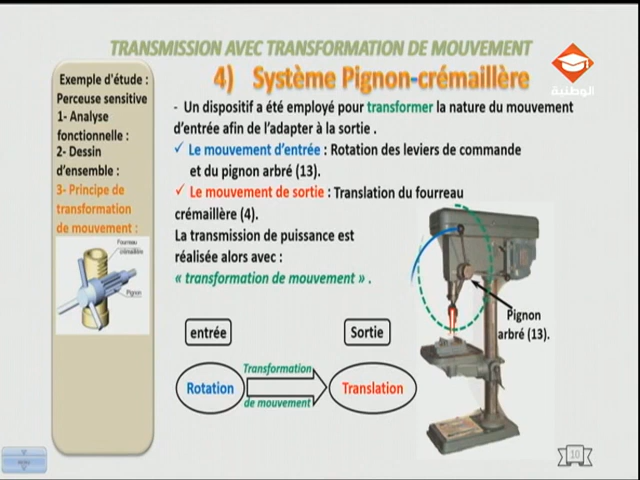 TRANSMISSION AVEC TRANSFORMATION DE MOUVEMENT
الوطنية
4) Système Pignon-crémaillère
Exemple d'étude :
Perceuse sensitive
1- Analyse
fonctionnelle :
2- Dessin
d'ensemble :
3- Principe de
transformation
de mouvement :
Fourreau
crémaillère
Pignon
- Un dispositif a été employé pour transformer la nature du mouvement
d'entrée afin de l'adapter à la sortie .
✓ Le mouvement d'entrée : Rotation des leviers de commande
et du pignon arbré (13).
✓ Le mouvement de sortie : Translation du fourreau
crémaillère (4).
La transmission de puissance est
réalisée alors avec :
« transformation de mouvement » .
Pignon
arbré (13).
entrée
Sortie
Rotation
Transformation
de mouvement
Translation
10